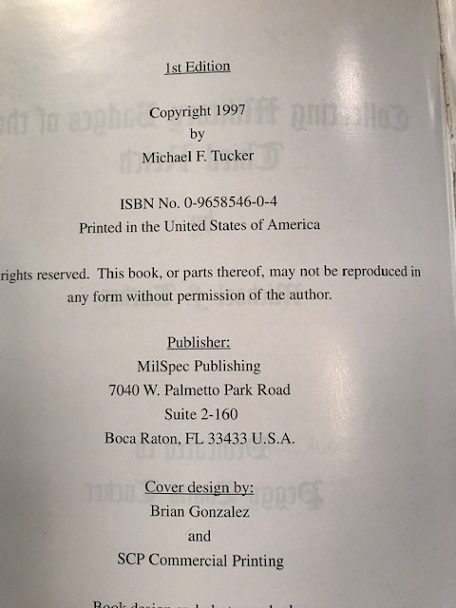 1st Edition
Copyright 1997
by
Michael F. Tucker
ISBN No. 0-9658546-0-4
Printed in the United States of America
rights reserved. This book, or parts thereof, may not be reproduced in
any form without permission of the author.
Publisher:
MilSpec Publishing
7040 W. Palmetto Park Road
Suite 2-160
Boca Raton, FL 33433 U.S.A.
Cover design by:
Brian Gonzalez
and
SCP Commercial Printing